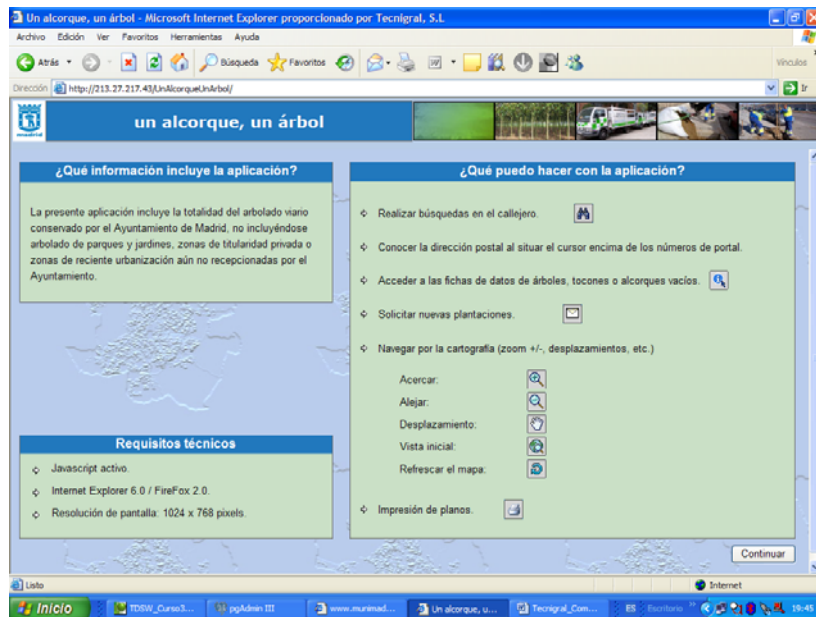 Un alcorque, un árbol - Microsoft Internet Explorer proporcionado por Tecnigral, S.L.
Archivo Edición Ver Favoritos Herramientas Ayuda
Atrás Búsqueda Favoritos Vínculos
Dirección http://213.27.217.43/UnAlcorqueUnArbol/ Ir
madrid
un alcorque, un árbol
¿Qué información incluye la aplicación?
La presente aplicación incluye la totalidad del arbolado viario
conservado por el Ayuntamiento de Madrid, no incluyéndose
arbolado de parques y jardines, zonas de titularidad privada o
zonas de reciente urbanización aún no recepcionadas por el
Ayuntamiento.
Requisitos técnicos
Javascript activo.
Internet Explorer 6.0 / FireFox 2.0.
Resolución de pantalla: 1024 x 768 pixels.
¿Qué puedo hacer con la aplicación?
Realizar búsquedas en el callejero.
Conocer la dirección postal al situar el cursor encima de los números de portal.
Acceder a las fichas de datos de árboles, tocones o alcorques vacíos.
Solicitar nuevas plantaciones.
Navegar por la cartografía (zoom +/-, desplazamientos, etc.)
Acercar:
Alejar:
Desplazamiento:
Vista inicial:
Refrescar el mapa:
Impresión de planos.
Continuar
Listo Internet
Inicio TDSW_Curso3... pgAdmin III www.munimad... Un alcorque, u... Tecnigral_Com... ES Escritorio 19:45